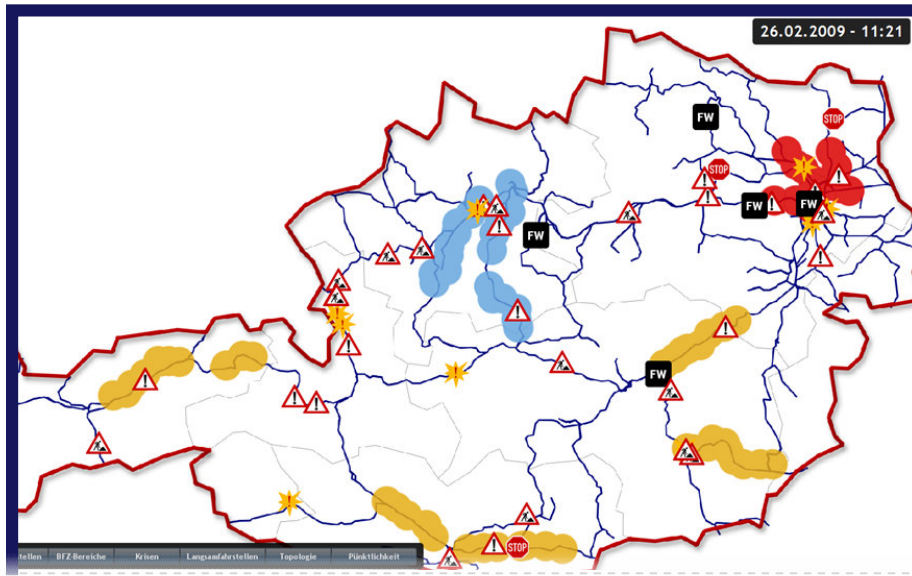 26.02.2009 - 11:21
STOP
FW
STOP
FW
FW
FW
FW
STOP
BFZ-Bereiche Krisen Langsamfahrstellen Topologie Pünktlichkeit